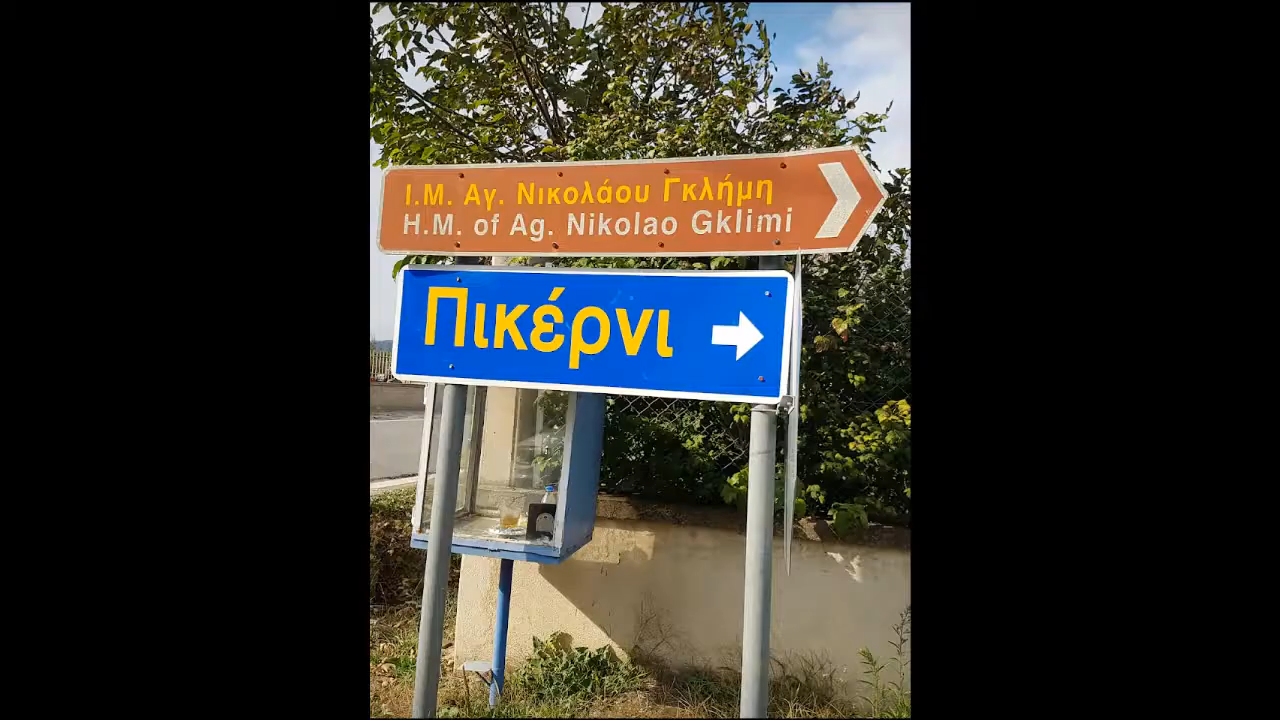 Ι.Μ. Αγ. Νικολάου Γκλήμη
H.M. of Ag. Nikolao Gklimi
Πικέρνι